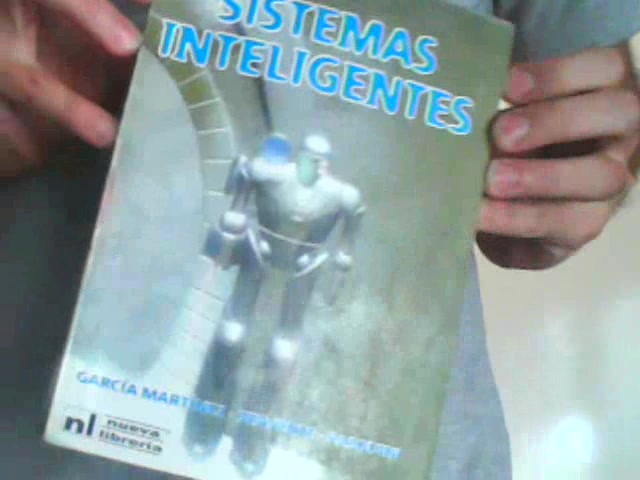 SISTEMAS
INTELIGENTES
GARCÍA MARTÍNEZ
nl nueva
librería